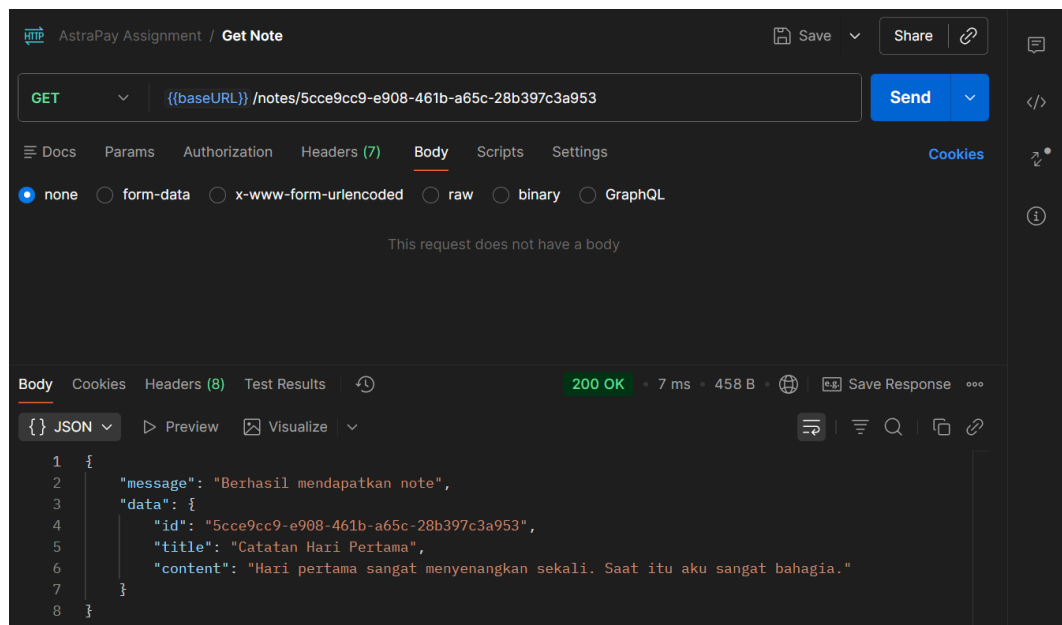 HTTP AstraPay Assignment / Get Note Save Share
GET {{baseURL}} /notes/5cce9cc9-e908-461b-a65c-28b397c3a953 Send
Docs Params Authorization Headers (7) Body Scripts Settings Cookies
none form-data x-www-form-urlencoded raw binary GraphQL
This request does not have a body
Body Cookies Headers (8) Test Results 200 OK • 7 ms • 458 B • e.g. Save Response
{} JSON Preview Visualize
1 {
2 "message": "Berhasil mendapatkan note",
3 "data": {
4 "id": "5cce9cc9-e908-461b-a65c-28b397c3a953",
5 "title": "Catatan Hari Pertama",
6 "content": "Hari pertama sangat menyenangkan sekali. Saat itu aku sangat bahagia."
7 }
8 }